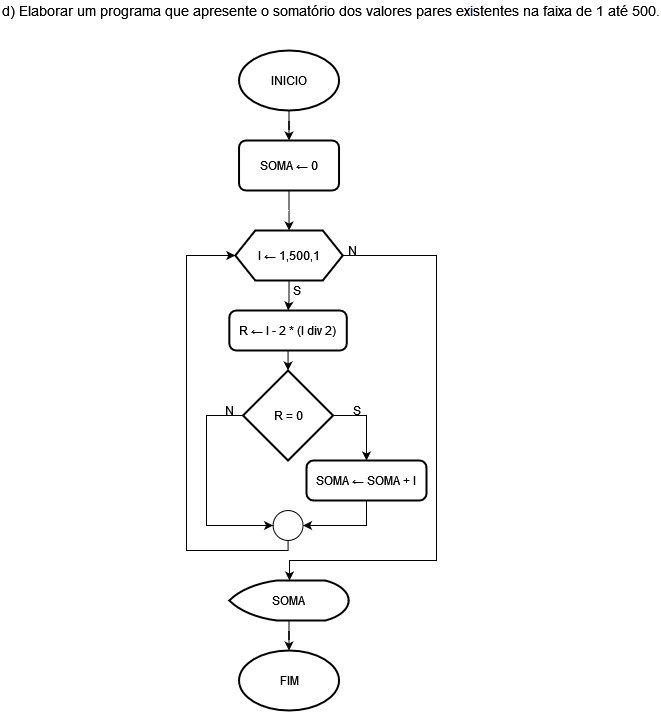 d) Elaborar um programa que apresente o somatório dos valores pares existentes na faixa de 1 até 500.
INICIO
SOMA ← 0
I ← 1,500,1
N
S
R ← I - 2 * (I div 2)
N
R = 0
S
SOMA ← SOMA + I
SOMA
FIM